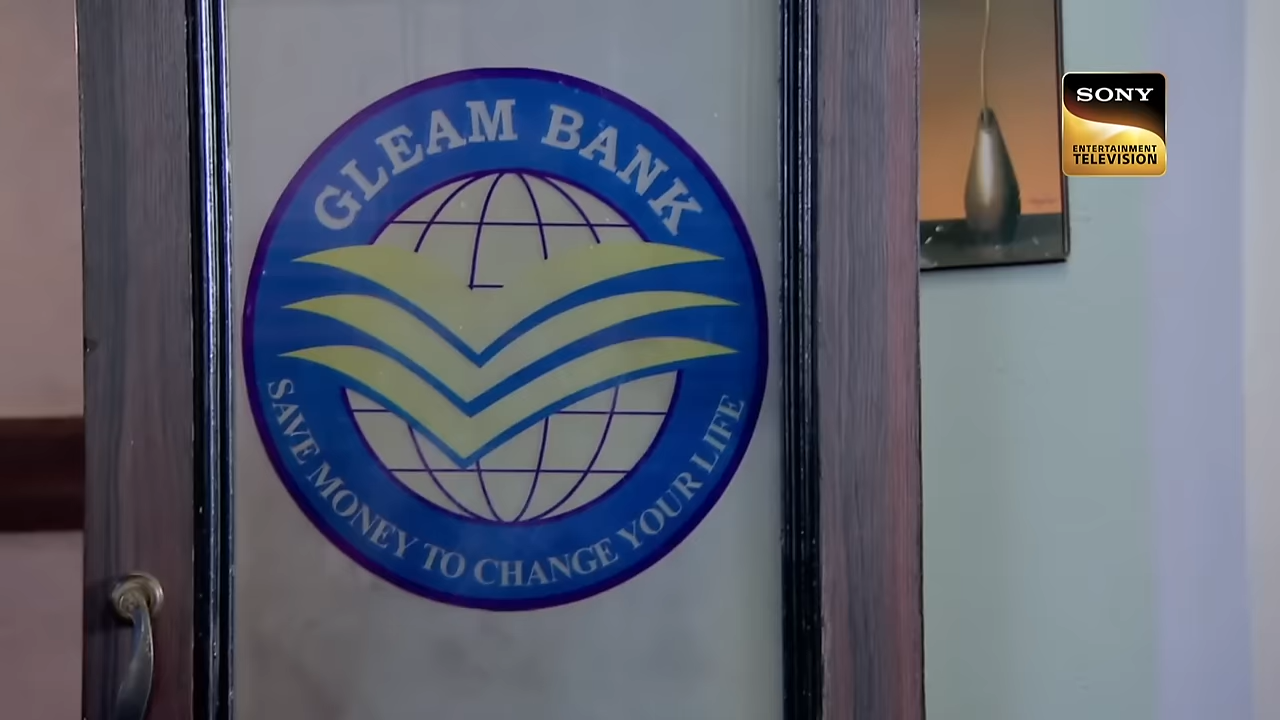 GLEAM BANK
SAVE MONEY TO CHANGE YOUR LIFE
SONY
ENTERTAINMENT
TELEVISION